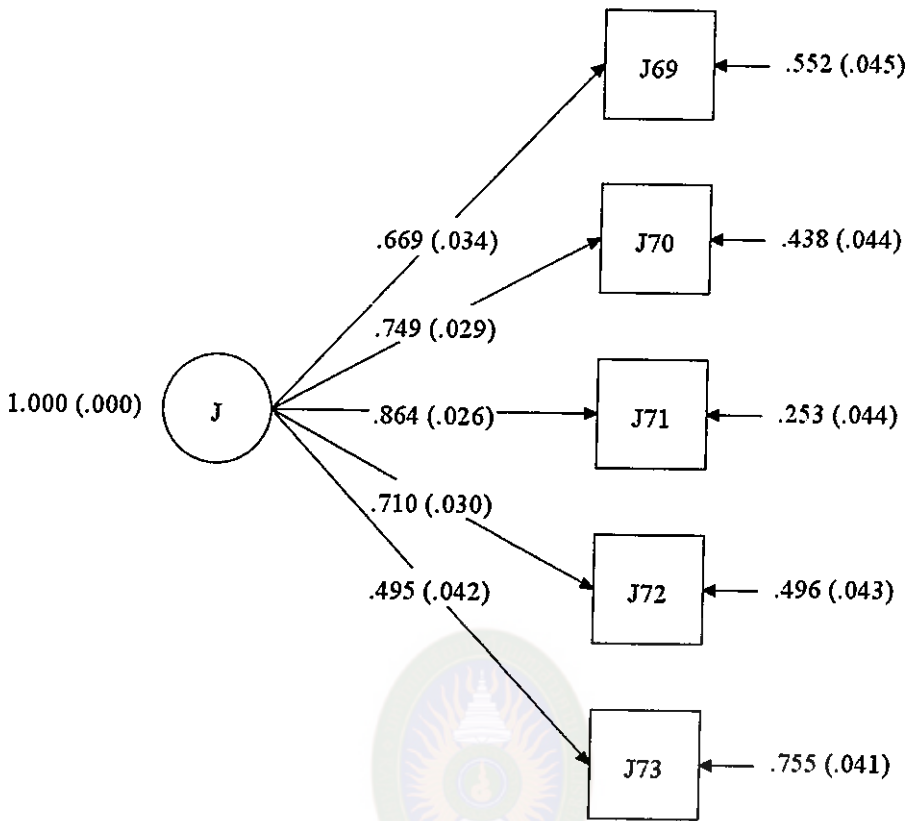 J69
.552 (.045)
.669 (.034)
J70
.438 (.044)
.749 (.029)
1.000 (.000)
J
.864 (.026)
J71
.253 (.044)
.710 (.030)
J72
.496 (.043)
.495 (.042)
J73
.755 (.041)